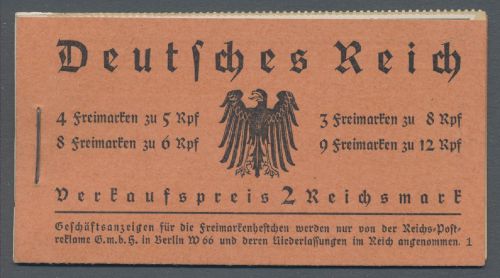 Deutsches Reich
4 Freimarken zu 5 Rpf
3 Freimarken zu 8 Rpf
8 Freimarken zu 6 Rpf
9 Freimarken zu 12 Rpf
Verkaufspreis 2 Reichsmark
Geschäftsanzeigen für die Freimarkenheftchen werden nur von der Reichs-Post-
reklame G.m.b.H. in Berlin W 66 und deren Niederlassungen im Reich angenommen. 1